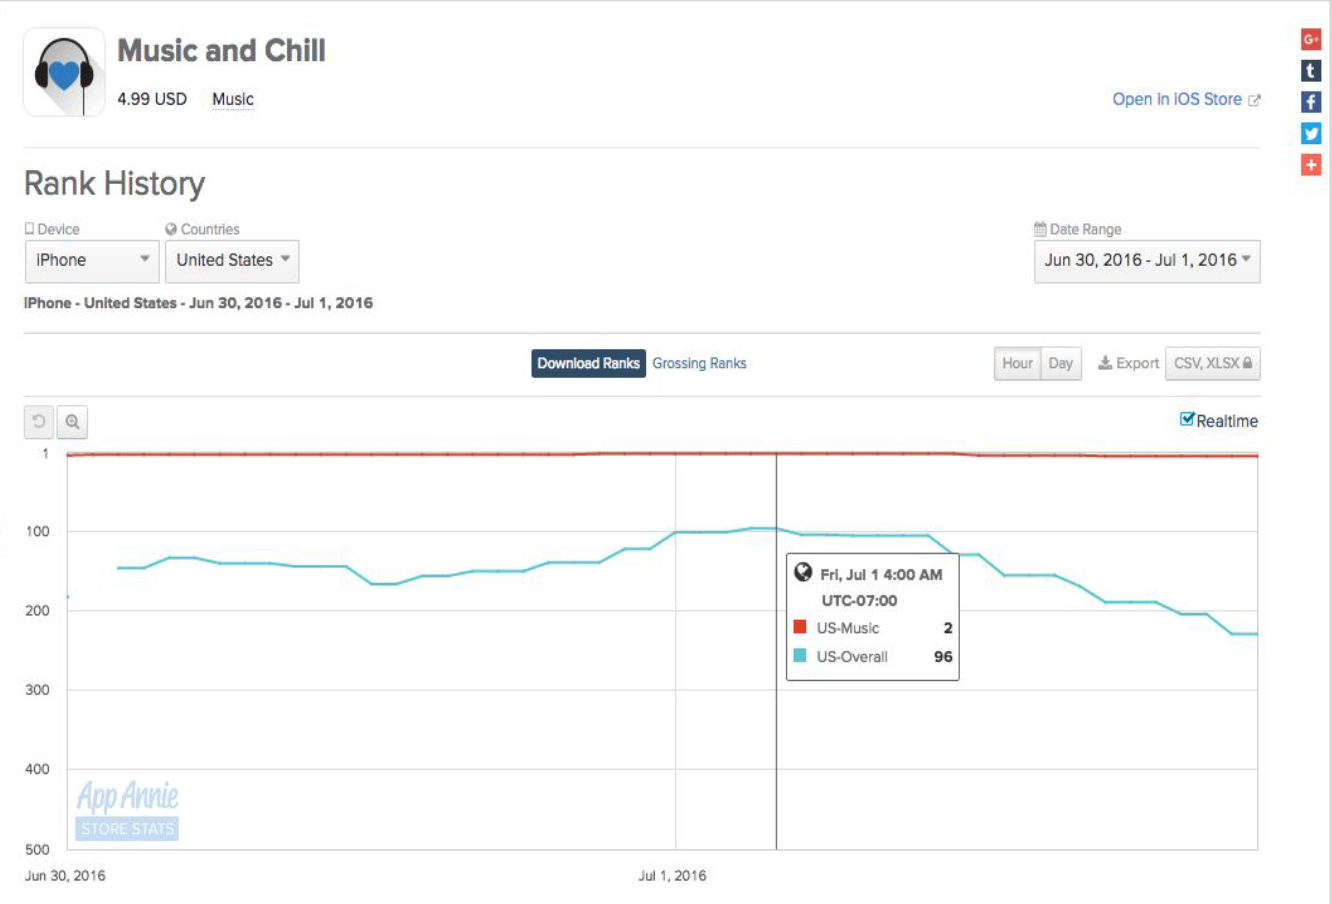 Music and Chill
4.99 USD Music
Open in iOS Store
Rank History
Device
Countries
Date Range
iPhone
United States
Jun 30, 2016 - Jul 1, 2016
iPhone - United States - Jun 30, 2016 - Jul 1, 2016
Download Ranks
Grossing Ranks
Hour
Day
Export
CSV, XLSX
Realtime
1
100
200
300
400
500
Fri, Jul 1 4:00 AM
UTC-07:00
US-Music 2
US-Overall 96
App Annie
STORE STATS
Jun 30, 2016
Jul 1, 2016
G+
t
f